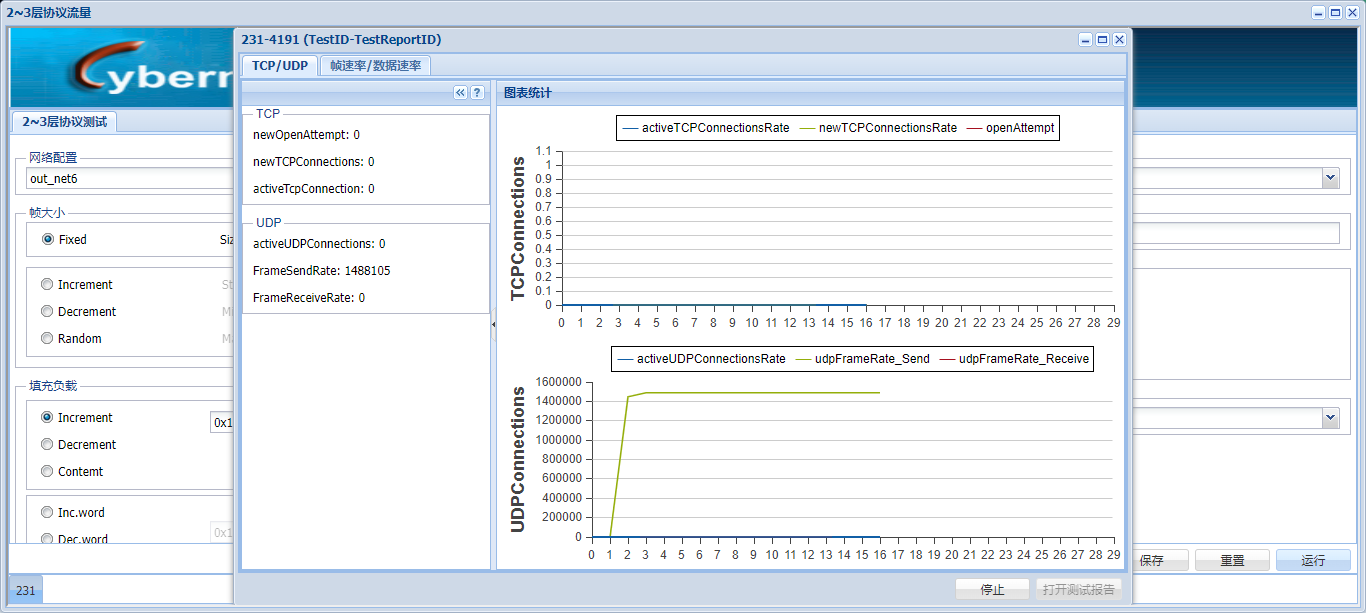 2~3层协议流量
Cybern
2~3层协议测试
网络配置
out_net6
帧大小
Fixed
Siz
Increment
St
Decrement
Mi
Random
Ma
填充负载
Increment
0x1
Decrement
Contemt
Inc.word
0x1
Dec.word
231
231-4191 (TestID-TestReportID)
TCP/UDP
帧速率/数据速率
TCP
newOpenAttempt: 0
newTCPConnections: 0
activeTcpConnection: 0
UDP
activeUDPConnections: 0
FrameSendRate: 1488105
FrameReceiveRate: 0
图表统计
activeTCPConnectionsRate newTCPConnectionsRate openAttempt
TCPConnections
1.1
1
0.9
0.8
0.7
0.6
0.5
0.4
0.3
0.2
0.1
0
0 1 2 3 4 5 6 7 8 9 10 11 12 13 14 15 16 17 18 19 20 21 22 23 24 25 26 27 28 29
activeUDPConnectionsRate udpFrameRate_Send udpFrameRate_Receive
UDPConnections
1600000
1400000
1200000
1000000
800000
600000
400000
200000
0
0 1 2 3 4 5 6 7 8 9 10 11 12 13 14 15 16 17 18 19 20 21 22 23 24 25 26 27 28 29
停止
打开测试报告
保存
重置
运行